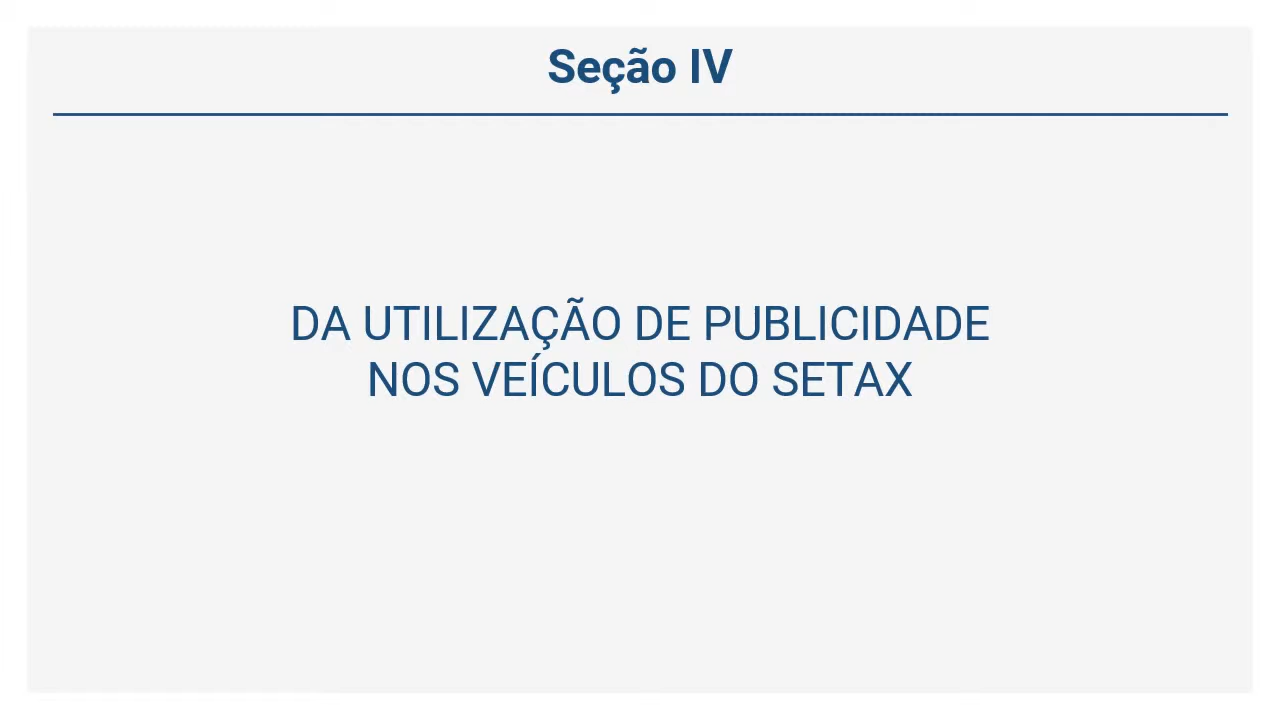 Seção IV
DA UTILIZAÇÃO DE PUBLICIDADE
NOS VEÍCULOS DO SETAX